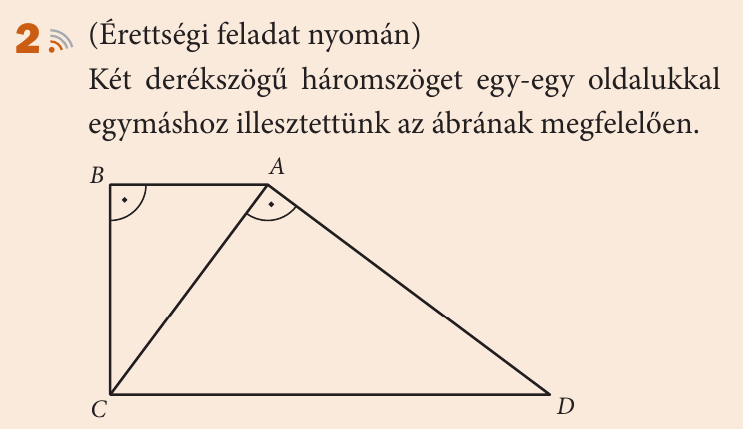 2 (Érettségi feladat nyomán)
Két derékszögű háromszöget egy-egy oldalukkal
egymáshoz illesztettünk az ábrának megfelelően.
B A
C D